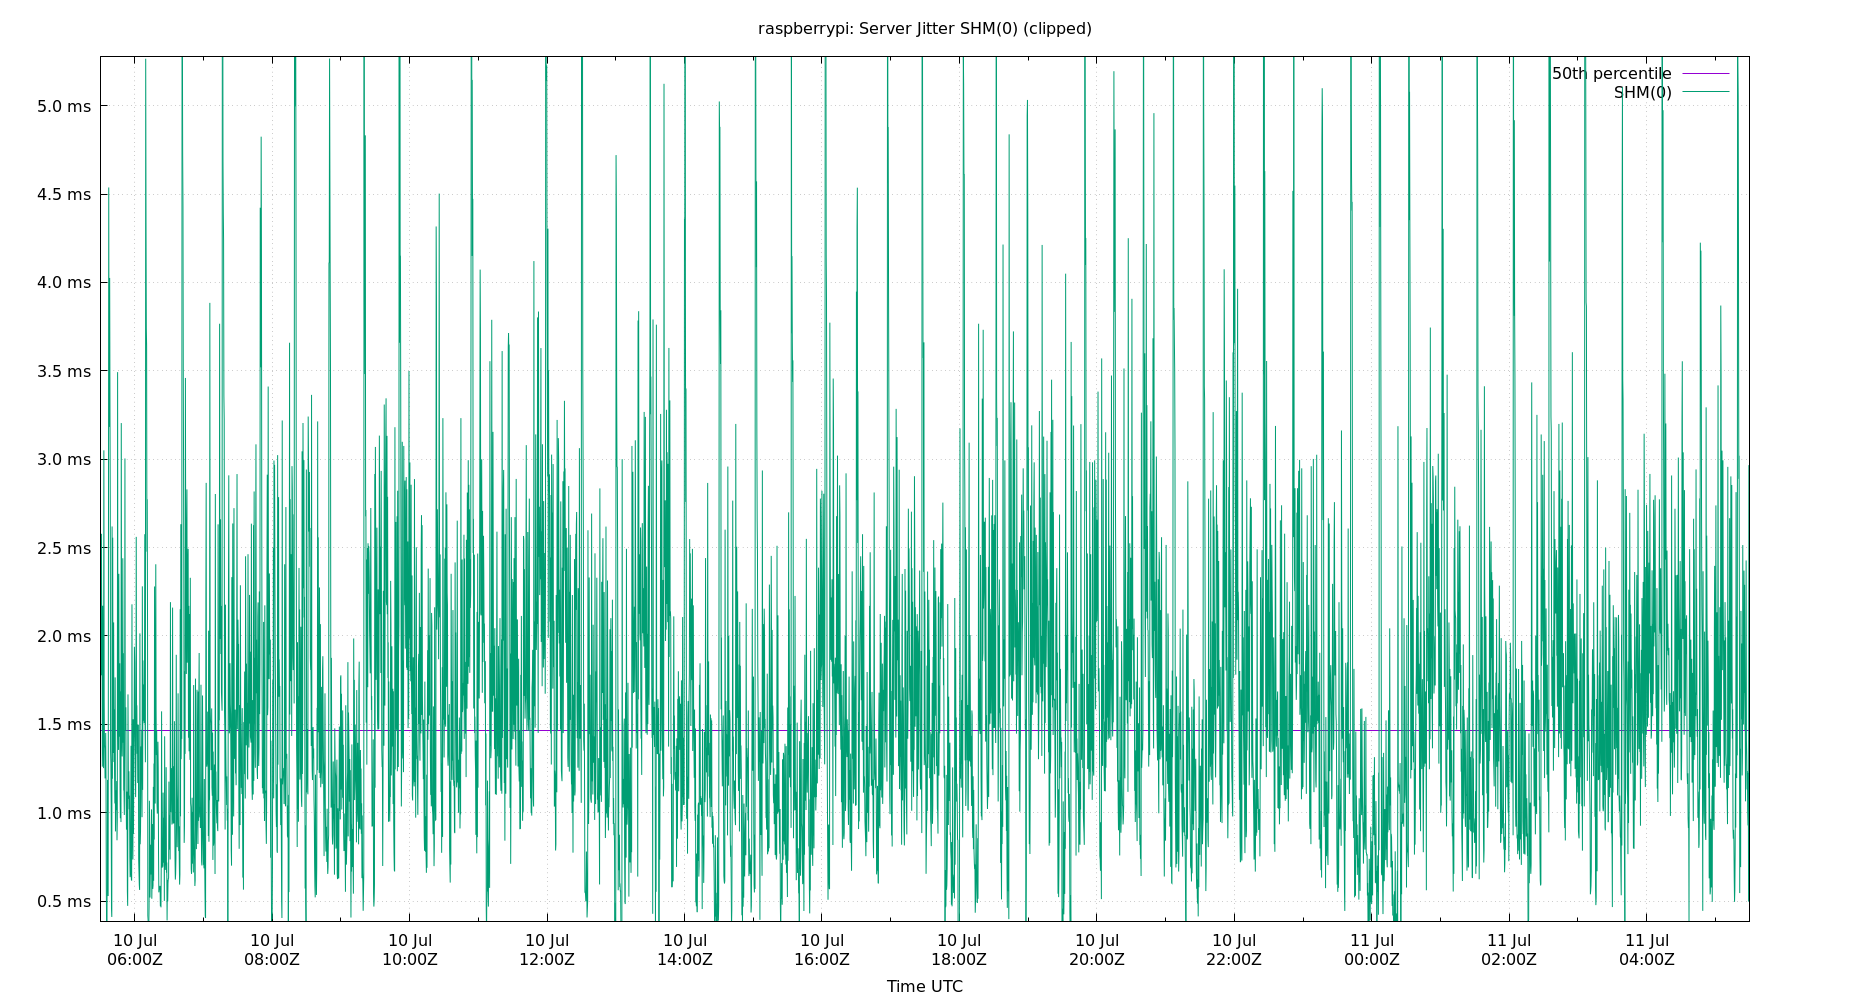 raspberrypi: Server Jitter SHM(0) (clipped)
50th percentile
SHM(0)
5.0 ms
4.5 ms
4.0 ms
3.5 ms
3.0 ms
2.5 ms
2.0 ms
1.5 ms
1.0 ms
0.5 ms
10 Jul 10 Jul 10 Jul 10 Jul 10 Jul 10 Jul 10 Jul 10 Jul 10 Jul 11 Jul 11 Jul 11 Jul
06:00Z 08:00Z 10:00Z 12:00Z 14:00Z 16:00Z 18:00Z 20:00Z 22:00Z 00:00Z 02:00Z 04:00Z
Time UTC